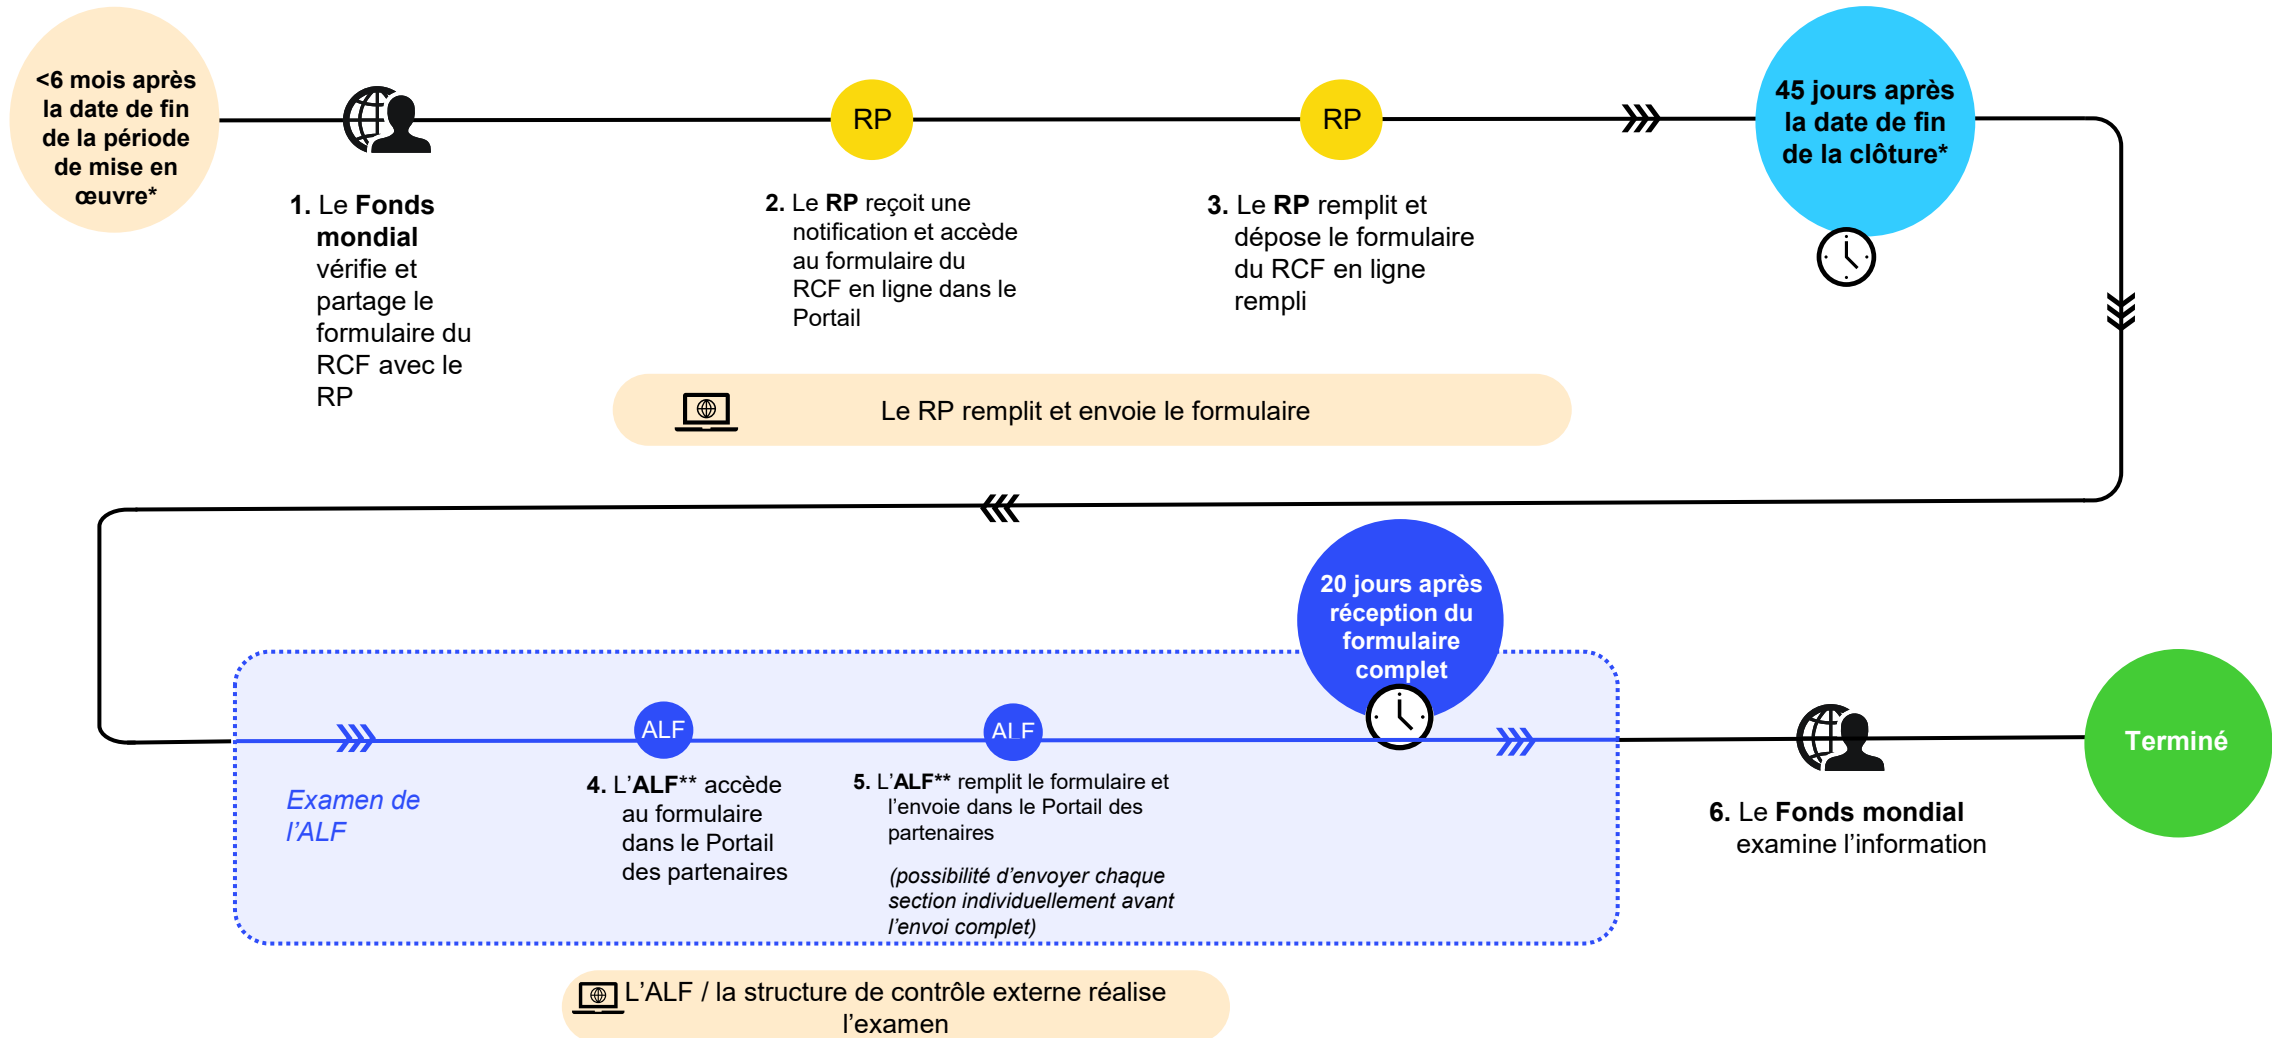 <6 mois après
la date de fin
de la période
de mise en
œuvre*
RP
RP
45 jours après
la date de fin
de la clôture*
1. Le Fonds
mondial
vérifie et
partage le
formulaire du
RCF avec le
RP
2. Le RP reçoit une
notification et accède
au formulaire du
RCF en ligne dans le
Portail
3. Le RP remplit et
dépose le formulaire
du RCF en ligne
rempli
Le RP remplit et envoie le formulaire
20 jours après
réception du
formulaire
complet
Examen de
l’ALF
ALF
ALF
4. L’ALF** accède
au formulaire
dans le Portail
des partenaires
5. L’ALF** remplit le formulaire et
l’envoie dans le Portail des
partenaires
(possibilité d’envoyer chaque
section individuellement avant
l’envoi complet)
6. Le Fonds mondial
examine l’information
Terminé
L’ALF / la structure de contrôle externe réalise
l’examen